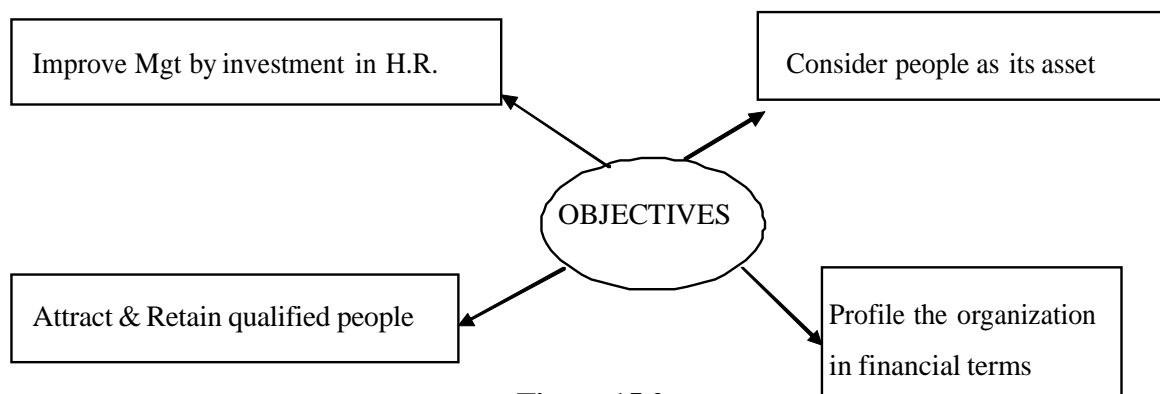 Improve Mgt by investment in H.R.
Consider people as its asset
OBJECTIVES
Attract & Retain qualified people
Profile the organization
in financial terms